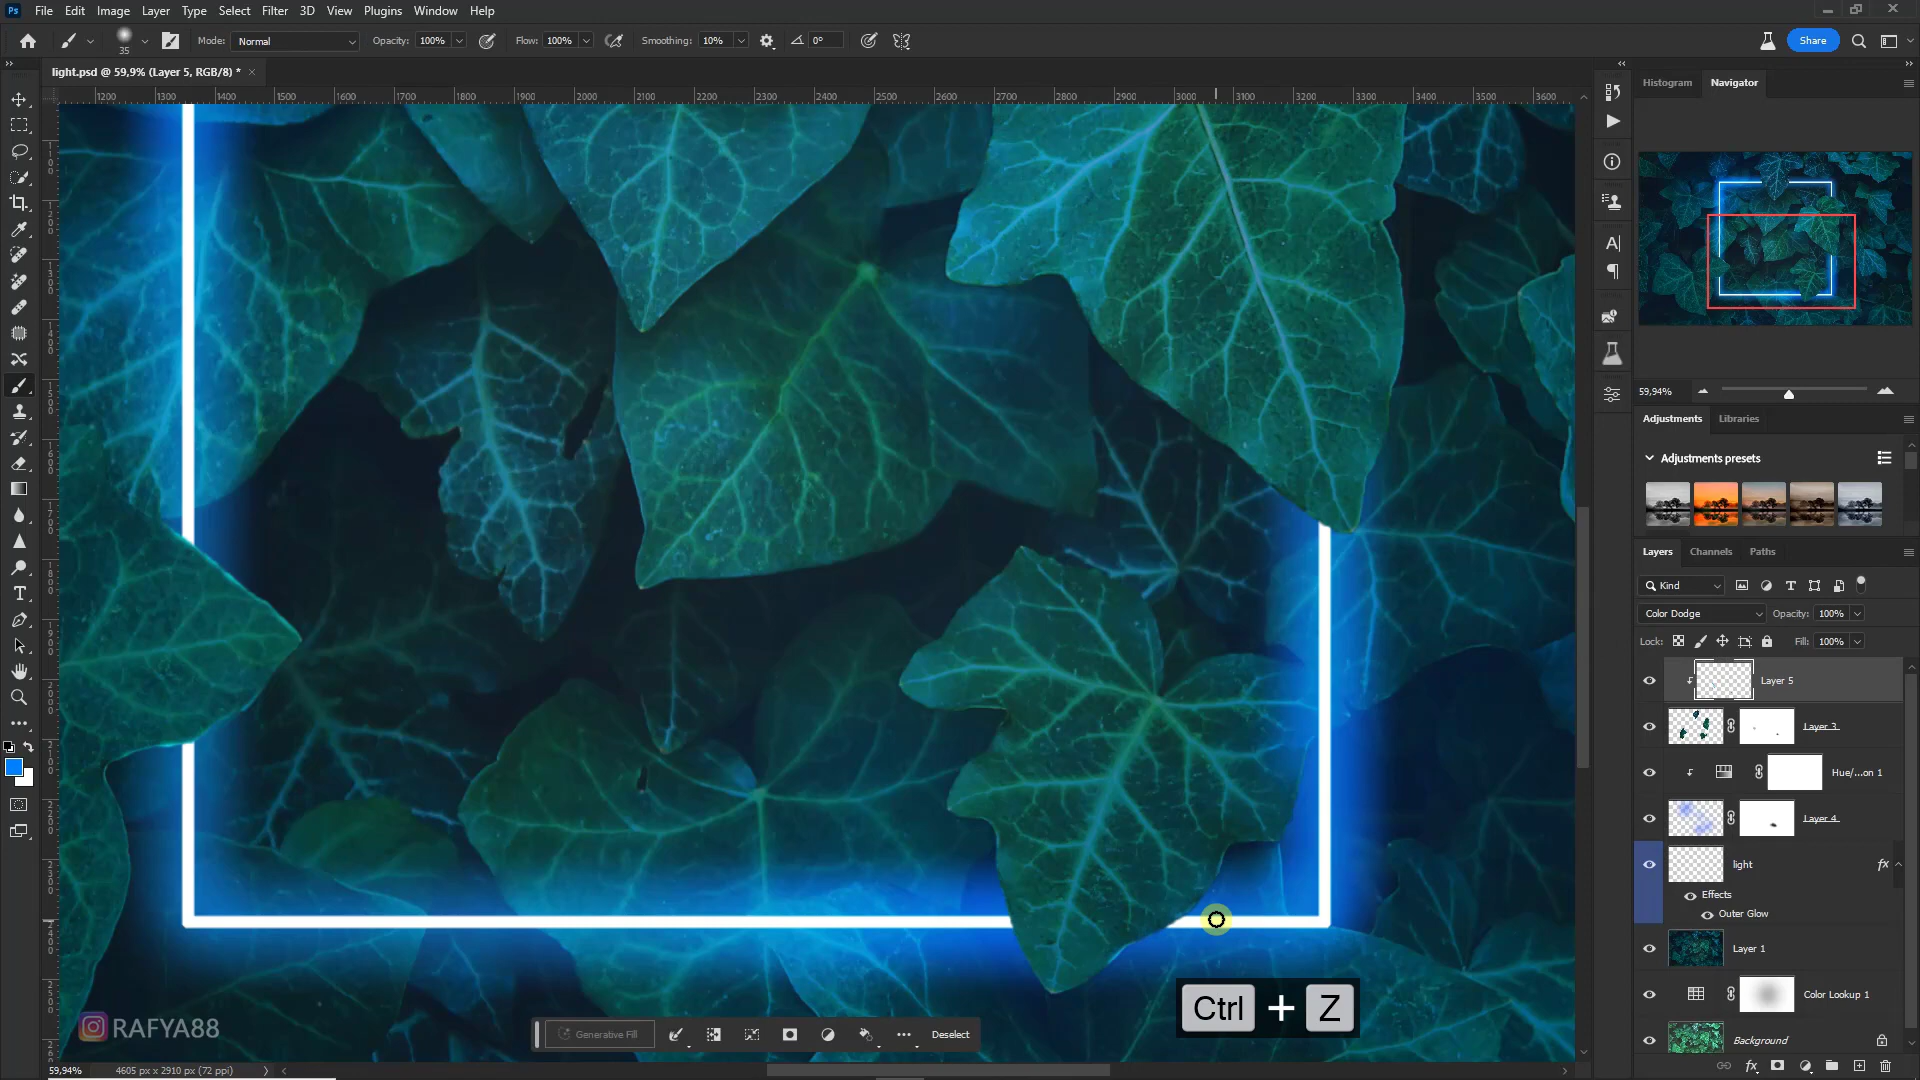 Ps File Edit Image Layer Type Select Filter 3D View Plugins Window Help
35 Mode: Normal Opacity: 100% Flow: 100% Smoothing: 10% 0° Share
light.psd @ 59,9% (Layer 5, RGB/8) *
Histogram Navigator
1200 1300 1400 1500 1600 1700 1800 1900 2000 2100 2200 2300 2400 2500 2600 2700 2800 2900 3000 3100 3200 3300 3400 3500 3600
59,94%
Adjustments Libraries
Adjustments presets
Layers Channels Paths
Kind
Color Dodge Opacity: 100%
Lock: Fill: 100%
Layer 5
Layer 3
Hue/...on 1
Layer 4
light fx
Effects
Outer Glow
Layer 1
Color Lookup 1
Background
Ctrl + Z
RAFYA88
Generative Fill Deselect
59,94% 4605 px x 2910 px (72 ppi)